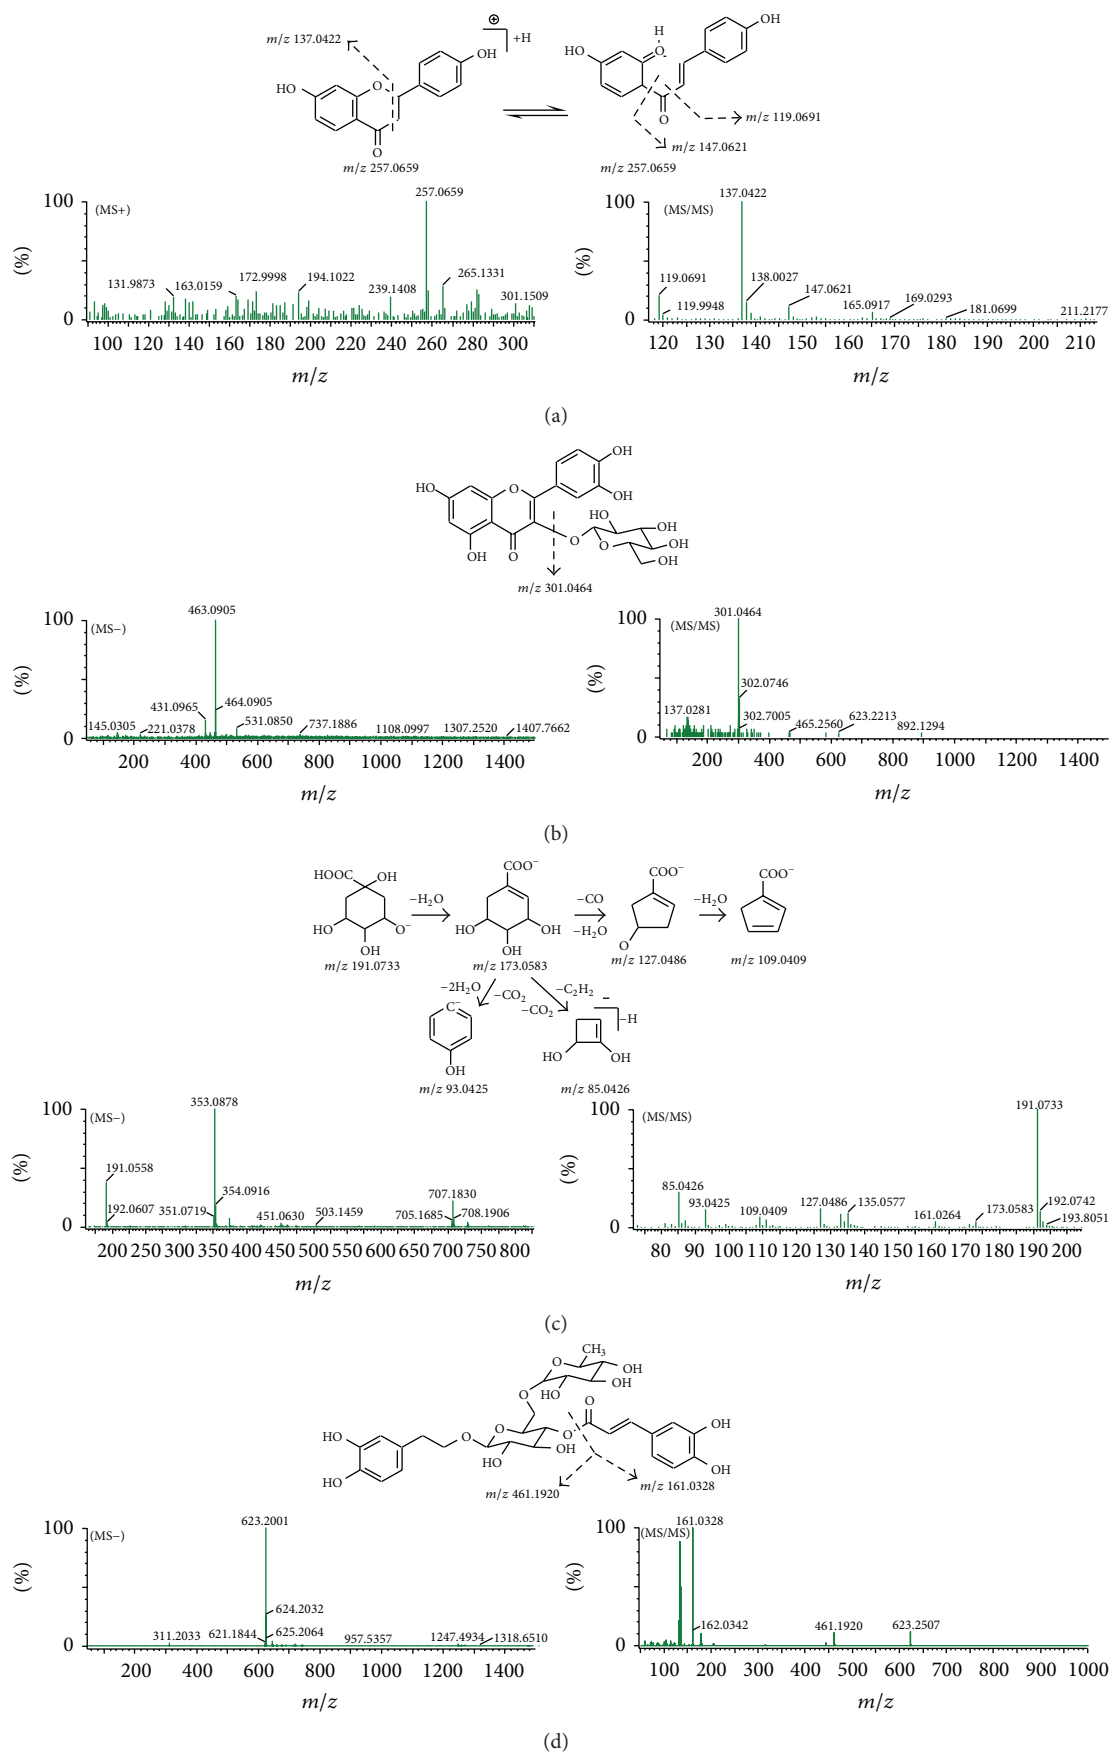 m/z 137.0422
HO
O
O
OH
+H
m/z 257.0659
H
O
HO
O
OH
m/z 119.0691
m/z 147.0621
m/z 257.0659
(MS+)
100
50
0
(%)
257.0659
131.9873
163.0159
172.9998
194.1022
239.1408
265.1331
301.1509
100 120 140 160 180 200 220 240 260 280 300
m/z
(MS/MS)
100
50
0
(%)
137.0422
119.0691
119.9948
138.0027
147.0621
165.0917
169.0293
181.0699
211.2177
120 130 140 150 160 170 180 190 200 210
m/z
(a)
HO
OH
O
O
OH
OH
O
HO
O
OH
OH
OH
m/z 301.0464
(MS−)
100
50
0
(%)
463.0905
431.0965
464.0905
145.0305
221.0378
531.0850
737.1886
1108.0997
1307.2520
1407.7662
200 400 600 800 1000 1200 1400
m/z
(MS/MS)
100
50
0
(%)
301.0464
302.0746
137.0281
302.7005
465.2560
623.2213
892.1294
200 400 600 800 1000 1200 1400
m/z
(b)
HOOC
OH
HO
OH
O−
m/z 191.0733
−H2O
COO−
HO
OH
OH
m/z 173.0583
−CO
−H2O
COO−
O
m/z 127.0486
−H2O
COO−
m/z 109.0409
−2H2O
−CO2
−CO2
−C2H2
C−
OH
m/z 93.0425
−
−H
HO
OH
m/z 85.0426
(MS−)
100
50
0
(%)
353.0878
191.0558
192.0607
351.0719
354.0916
451.0630
503.1459
707.1830
705.1685
708.1906
200 250 300 350 400 450 500 550 600 650 700 750 800
m/z
(MS/MS)
100
50
0
(%)
191.0733
85.0426
93.0425
109.0409
127.0486
135.0577
161.0264
173.0583
192.0742
193.8051
80 90 100 110 120 130 140 150 160 170 180 190 200
m/z
(c)
CH3
O
OH
OH
HO
O
O
O
HO
HO
O
O
OH
HO
O
OH
OH
m/z 461.1920
m/z 161.0328
(MS−)
100
50
0
(%)
623.2001
624.2032
311.2033
621.1844
625.2064
957.5357
1247.4934
1318.6510
200 400 600 800 1000 1200 1400
m/z
(MS/MS)
100
50
0
(%)
161.0328
162.0342
461.1920
623.2507
100 200 300 400 500 600 700 800 900 1000
m/z
(d)